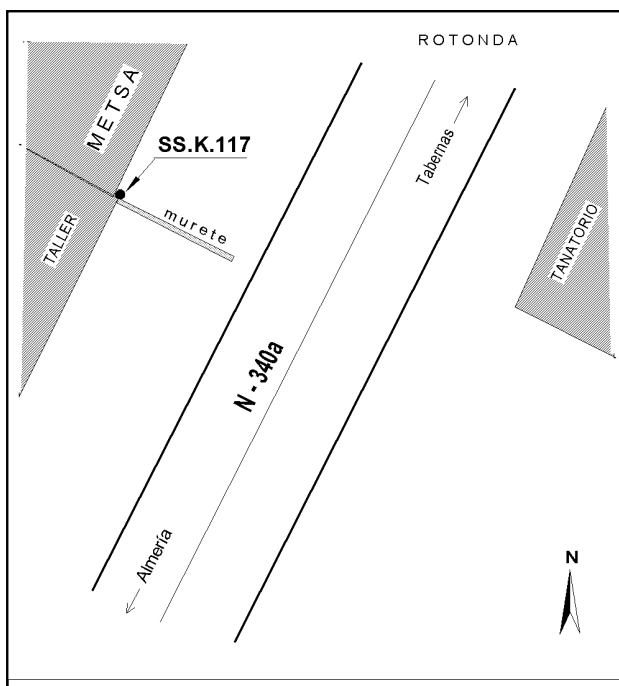 ROTONDA
METSA
SS.K.117
Tabernas
murete
TALLER
TANATORIO
N - 340a
Almería
N